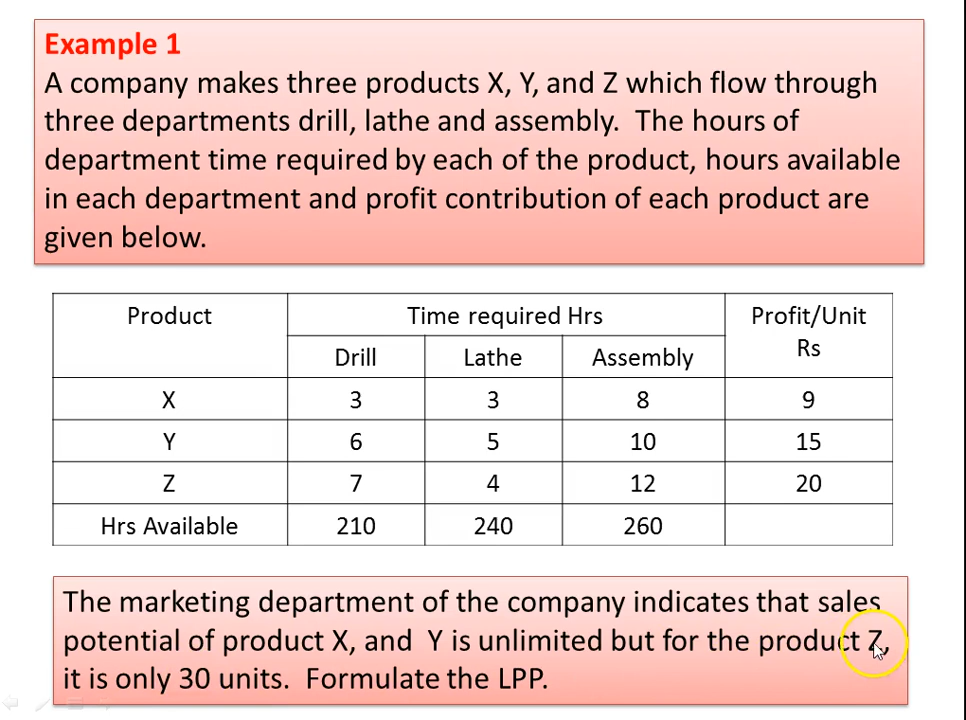 Example 1
A company makes three products X, Y, and Z which flow through
three departments drill, lathe and assembly.  The hours of
department time required by each of the product, hours available
in each department and profit contribution of each product are
given below.
Product Time required Hrs Profit/Unit
Rs
Drill Lathe Assembly
X 3 3 8 9
Y 6 5 10 15
Z 7 4 12 20
Hrs Available 210 240 260
The marketing department of the company indicates that sales
potential of product X, and  Y is unlimited but for the product Z,
it is only 30 units.  Formulate the LPP.